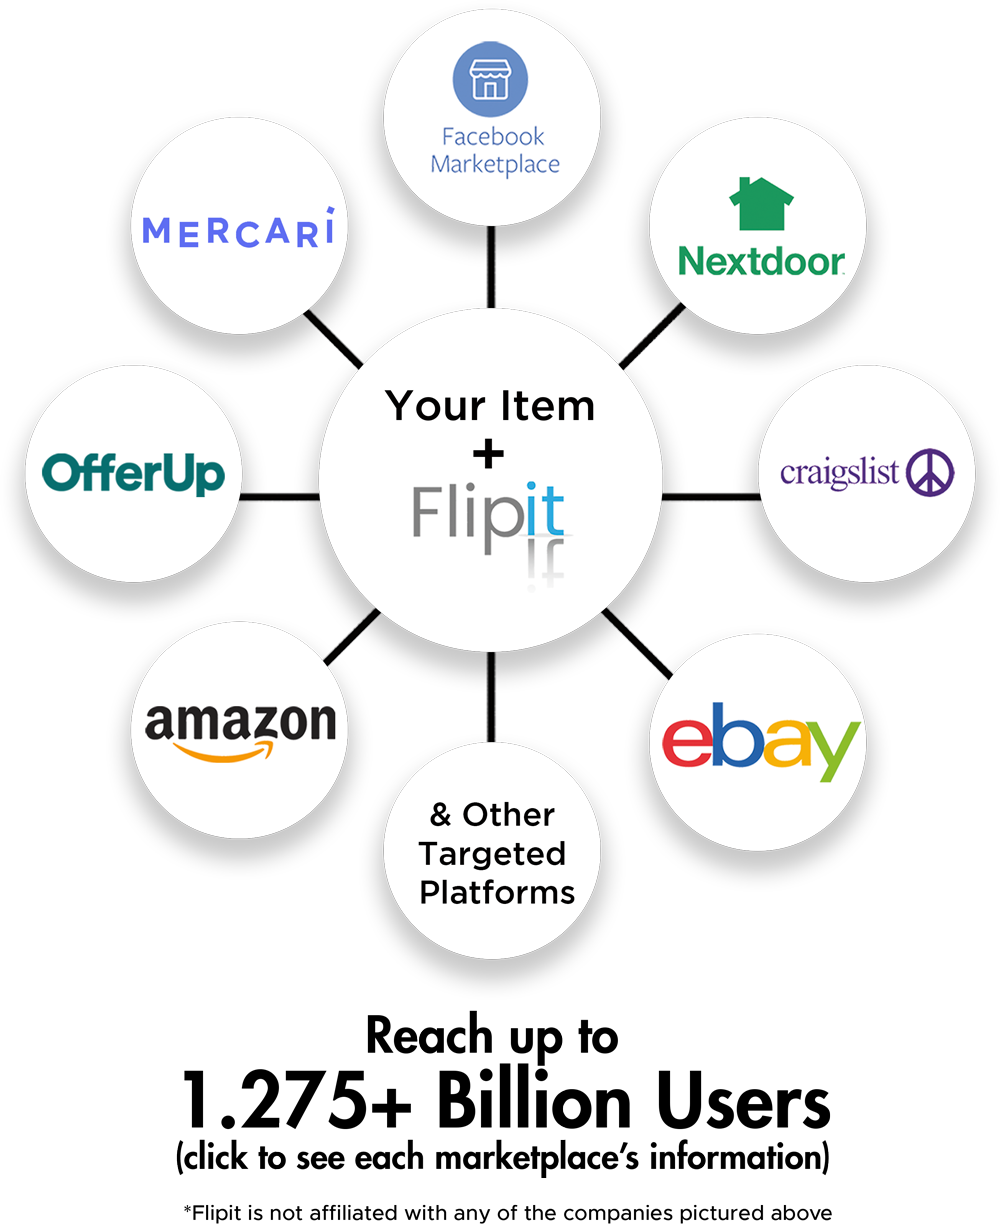 Facebook
Marketplace
MERCARI
Nextdoor
Your Item
+
Flipit
OfferUp
craigslist
amazon
ebay
& Other
Targeted
Platforms
Reach up to
1.275+ Billion Users
(click to see each marketplace's information)
*Flipit is not affiliated with any of the companies pictured above